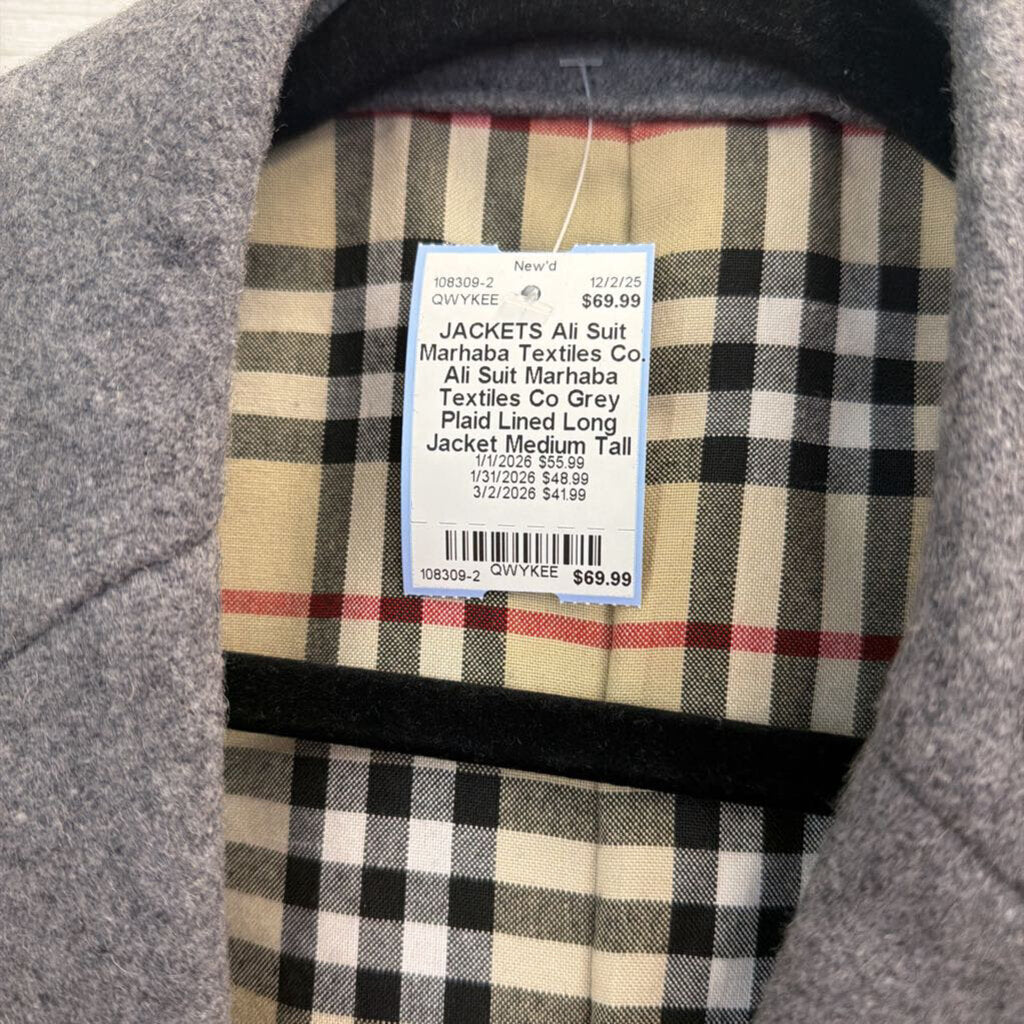 New'd
108309-2 12/2/25
QWYKEE $69.99
JACKETS Ali Suit
Marhaba Textiles Co.
Ali Suit Marhaba
Textiles Co Grey
Plaid Lined Long
Jacket Medium Tall
1/1/2026 $55.99
1/31/2026 $48.99
3/2/2026 $41.99
108309-2 QWYKEE $69.99